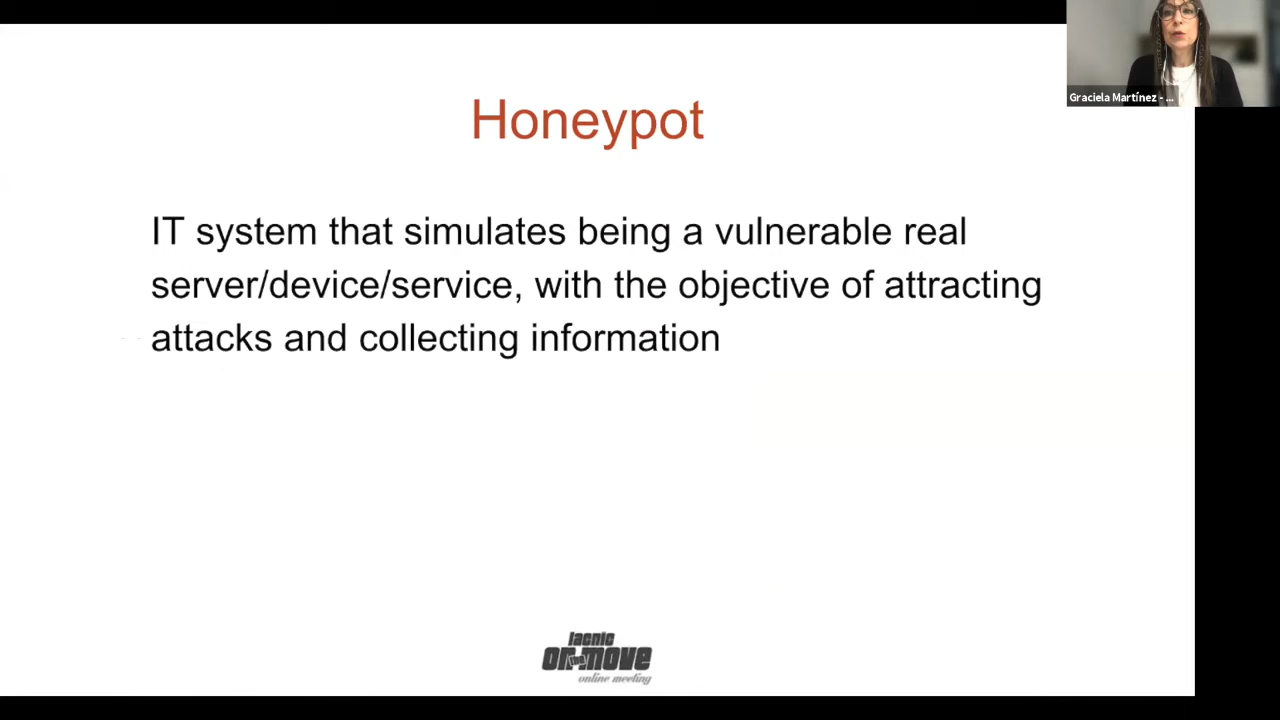 Graciela Martínez - ...
Honeypot
IT system that simulates being a vulnerable real
server/device/service, with the objective of attracting
attacks and collecting information
lacnic
on the move
online meeting